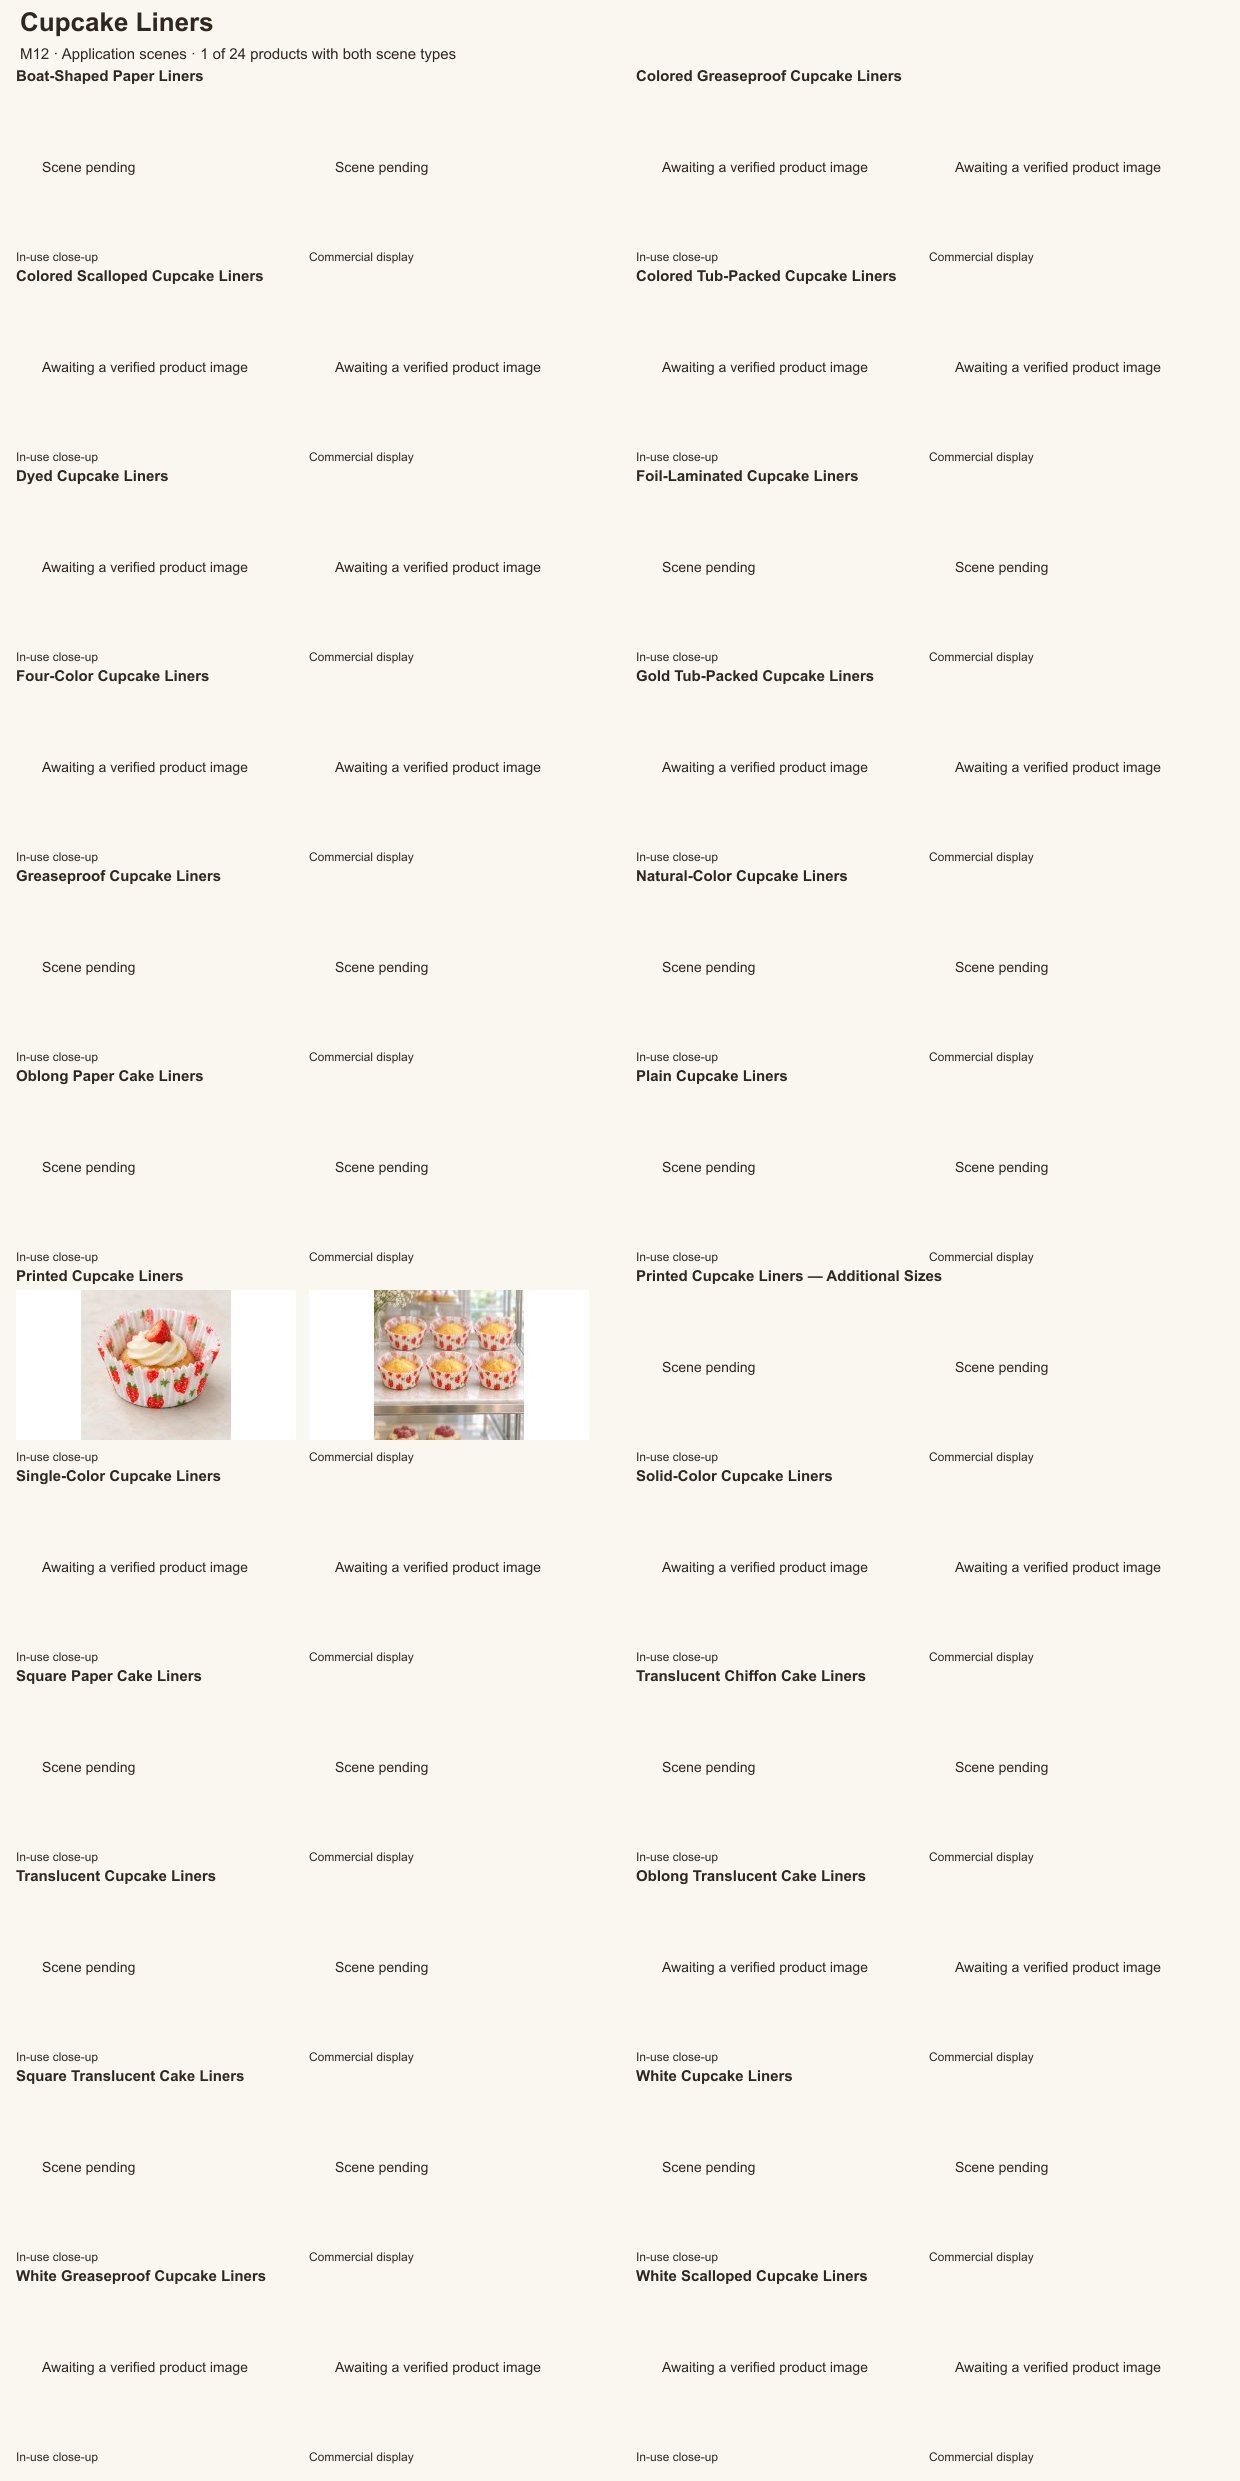 Cupcake Liners
M12 · Application scenes · 1 of 24 products with both scene types
Boat-Shaped Paper Liners
Colored Greaseproof Cupcake Liners
Scene pending
Scene pending
Awaiting a verified product image
Awaiting a verified product image
In-use close-up
Commercial display
In-use close-up
Commercial display
Colored Scalloped Cupcake Liners
Colored Tub-Packed Cupcake Liners
Awaiting a verified product image
Awaiting a verified product image
Awaiting a verified product image
Awaiting a verified product image
In-use close-up
Commercial display
In-use close-up
Commercial display
Dyed Cupcake Liners
Foil-Laminated Cupcake Liners
Awaiting a verified product image
Awaiting a verified product image
Scene pending
Scene pending
In-use close-up
Commercial display
In-use close-up
Commercial display
Four-Color Cupcake Liners
Gold Tub-Packed Cupcake Liners
Awaiting a verified product image
Awaiting a verified product image
Awaiting a verified product image
Awaiting a verified product image
In-use close-up
Commercial display
In-use close-up
Commercial display
Greaseproof Cupcake Liners
Natural-Color Cupcake Liners
Scene pending
Scene pending
Scene pending
Scene pending
In-use close-up
Commercial display
In-use close-up
Commercial display
Oblong Paper Cake Liners
Plain Cupcake Liners
Scene pending
Scene pending
Scene pending
Scene pending
In-use close-up
Commercial display
In-use close-up
Commercial display
Printed Cupcake Liners
Printed Cupcake Liners — Additional Sizes
Scene pending
Scene pending
In-use close-up
Commercial display
In-use close-up
Commercial display
Single-Color Cupcake Liners
Solid-Color Cupcake Liners
Awaiting a verified product image
Awaiting a verified product image
Awaiting a verified product image
Awaiting a verified product image
In-use close-up
Commercial display
In-use close-up
Commercial display
Square Paper Cake Liners
Translucent Chiffon Cake Liners
Scene pending
Scene pending
Scene pending
Scene pending
In-use close-up
Commercial display
In-use close-up
Commercial display
Translucent Cupcake Liners
Oblong Translucent Cake Liners
Scene pending
Scene pending
Awaiting a verified product image
Awaiting a verified product image
In-use close-up
Commercial display
In-use close-up
Commercial display
Square Translucent Cake Liners
White Cupcake Liners
Scene pending
Scene pending
Scene pending
Scene pending
In-use close-up
Commercial display
In-use close-up
Commercial display
White Greaseproof Cupcake Liners
White Scalloped Cupcake Liners
Awaiting a verified product image
Awaiting a verified product image
Awaiting a verified product image
Awaiting a verified product image
In-use close-up
Commercial display
In-use close-up
Commercial display